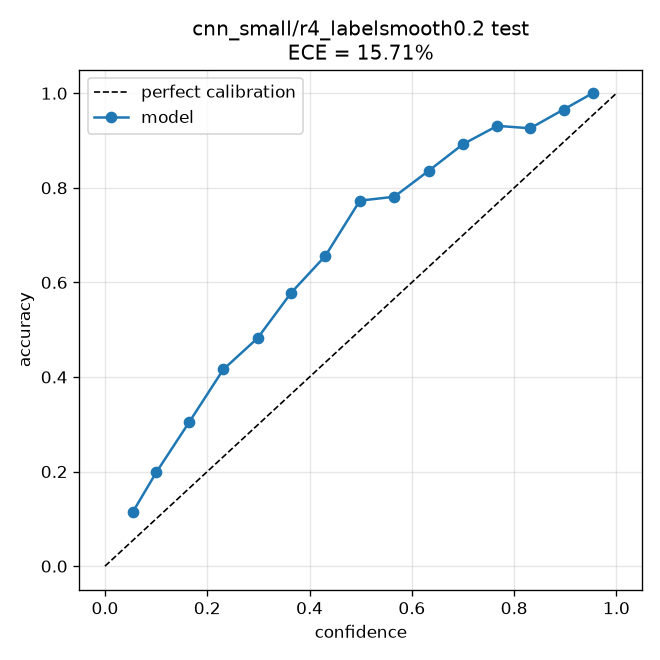 cnn_small/r4_labelsmooth0.2 test
ECE = 15.71%
perfect calibration
model
1.0
0.8
0.6
0.4
0.2
0.0
accuracy
0.0 0.2 0.4 0.6 0.8 1.0
confidence